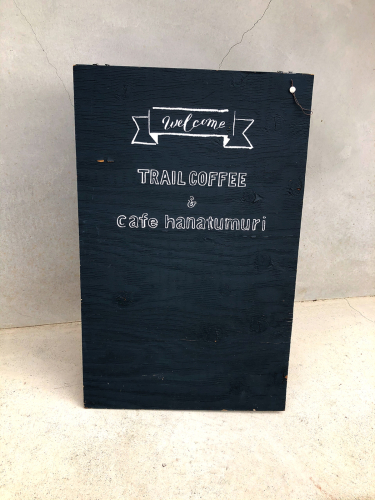 Welcome
TRAIL COFFEE
&
cafe hanatumuri